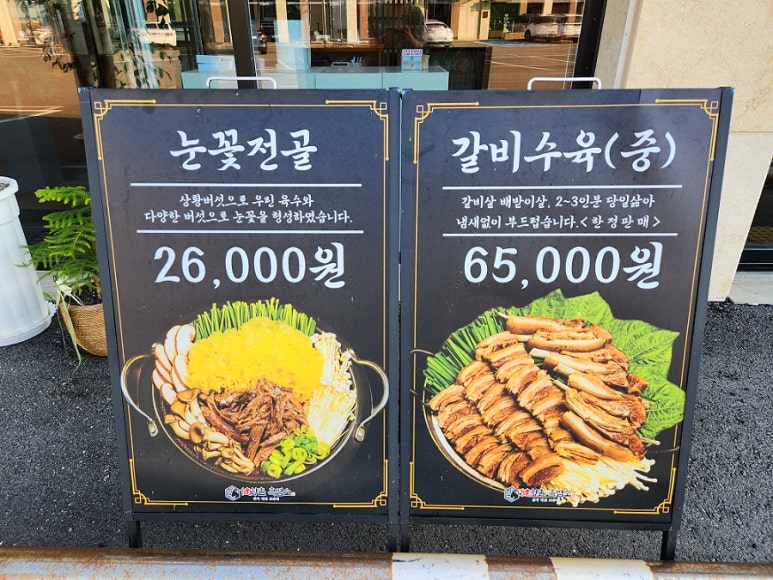 눈꽃전골
상황버섯으로 우린 육수와
다양한 버섯으로 눈꽃을 형성하였습니다.
26,000원
갈비수육(중)
갈비살 배받이살, 2~3인분 당일삶아
냄새없이 부드럽습니다.<한정판매>
65,000원